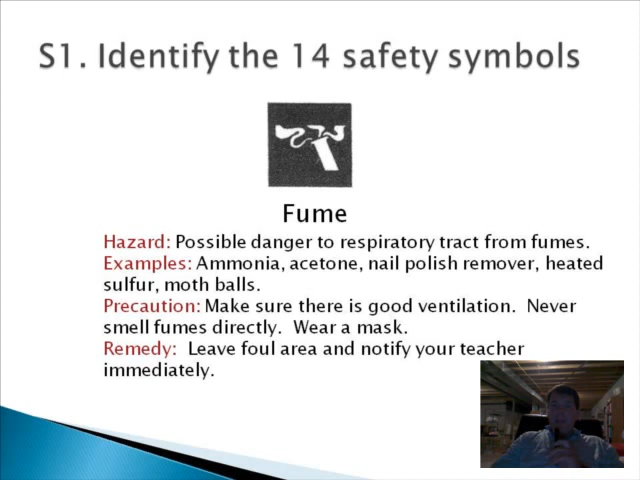 S1. Identify the 14 safety symbols
Fume
Hazard: Possible danger to respiratory tract from fumes.
Examples: Ammonia, acetone, nail polish remover, heated
sulfur, moth balls.
Precaution: Make sure there is good ventilation.  Never
smell fumes directly.  Wear a mask.
Remedy:  Leave foul area and notify your teacher
immediately.